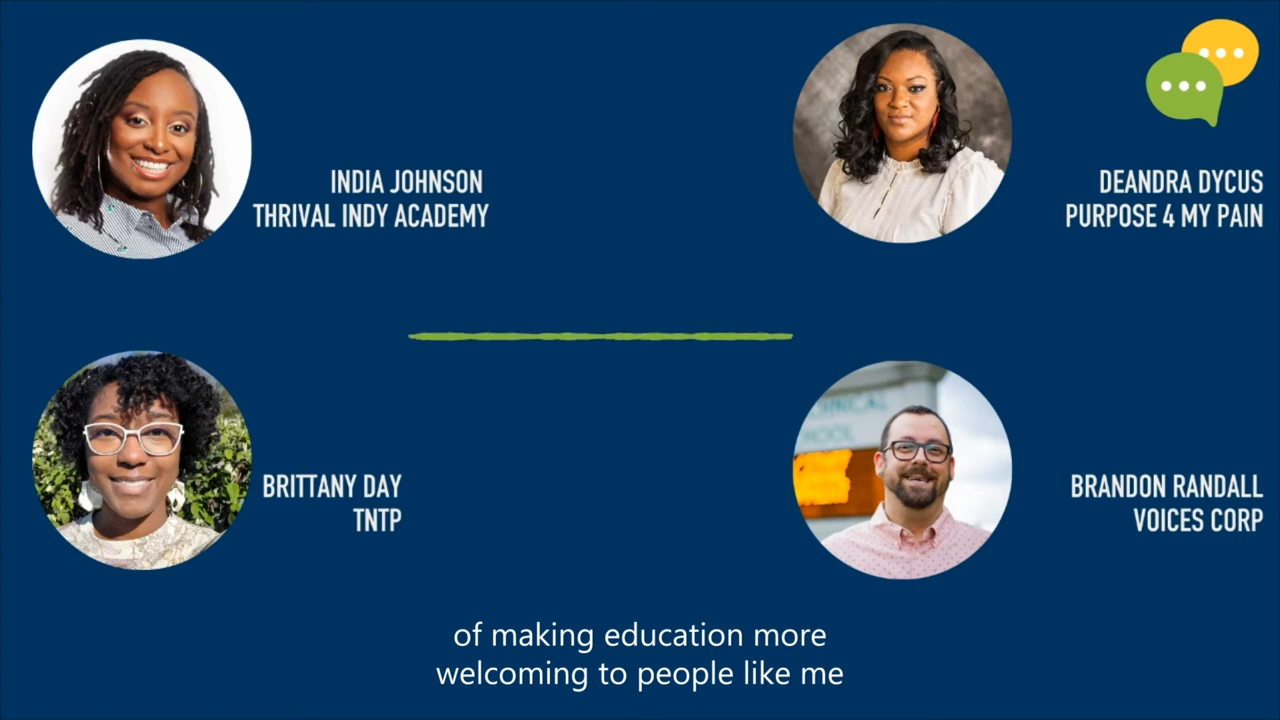 INDIA JOHNSON
THRIVAL INDY ACADEMY
DEANDRA DYCUS
PURPOSE 4 MY PAIN
BRITTANY DAY
TNTP
BRANDON RANDALL
VOICES CORP
of making education more
welcoming to people like me